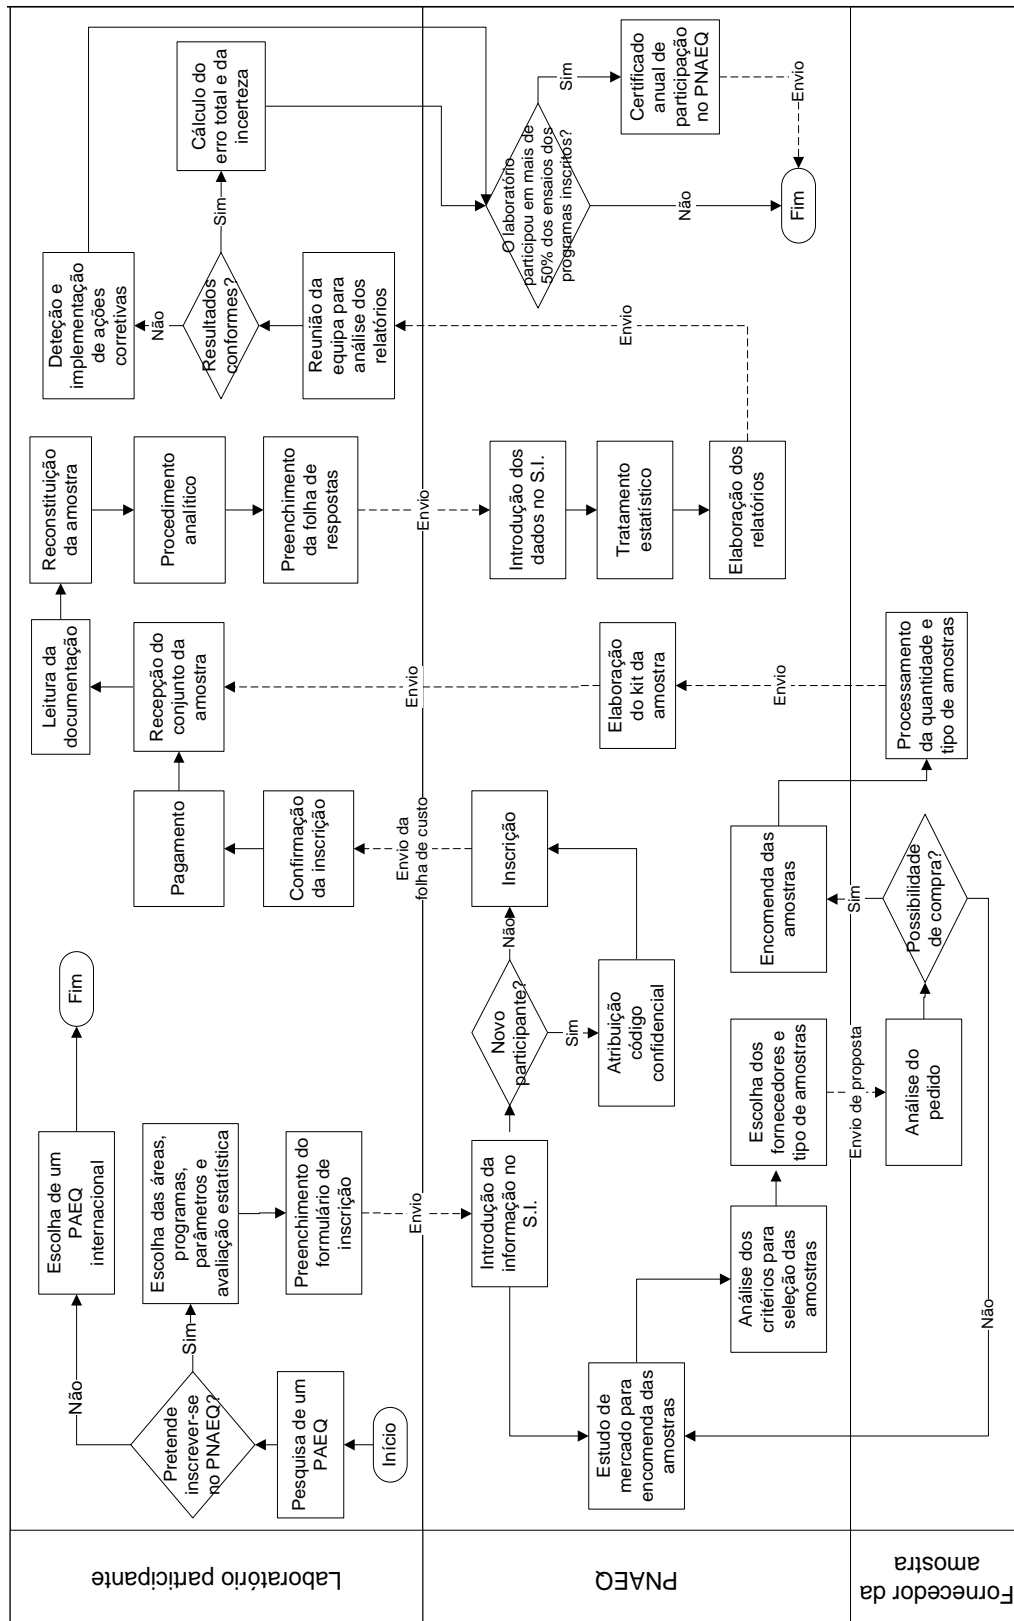 Laboratório participante
Início
Pesquisa de um
PAEQ
Pretende
inscrever-se
no PNAEQ?
Não
Sim
Escolha de um
PAEQ
internacional
Fim
Escolha das áreas,
programas,
parâmetros e
avaliação estatística
Preenchimento do
formulário de
inscrição
Envio
Pagamento
Confirmação
da inscrição
Envio da
folha de custo
Leitura da
documentação
Recepção do
conjunto da
amostra
Envio
Reconstituição
da amostra
Procedimento
analítico
Preenchimento
da folha de
respostas
Envio
Deteção e
implementação
de ações
corretivas
Não
Resultados
conformes?
Sim
Cálculo do
erro total e da
incerteza
Reunião da
equipa para
análise dos
relatórios
Envio
PNAEQ
Introdução da
informação no
S.I.
Novo
participante?
Não
Sim
Inscrição
Atribuição
código
confidencial
Estudo de
mercado para
encomenda das
amostras
Análise dos
critérios para
seleção das
amostras
Escolha dos
fornecedores e
tipo de amostras
Envio de proposta
Encomenda das
amostras
Sim
Elaboração
do kit da
amostra
Envio
Introdução dos
dados no S.I.
Tratamento
estatístico
Elaboração dos
relatórios
O laboratório
participou em mais de
50% dos ensaios dos
programas inscritos?
Sim
Não
Certificado
anual de
participação
no PNAEQ
Envio
Fim
Fornecedor da
amostra
Análise do
pedido
Possibilidade
de compra?
Não
Processamento
da quantidade e
tipo de amostras